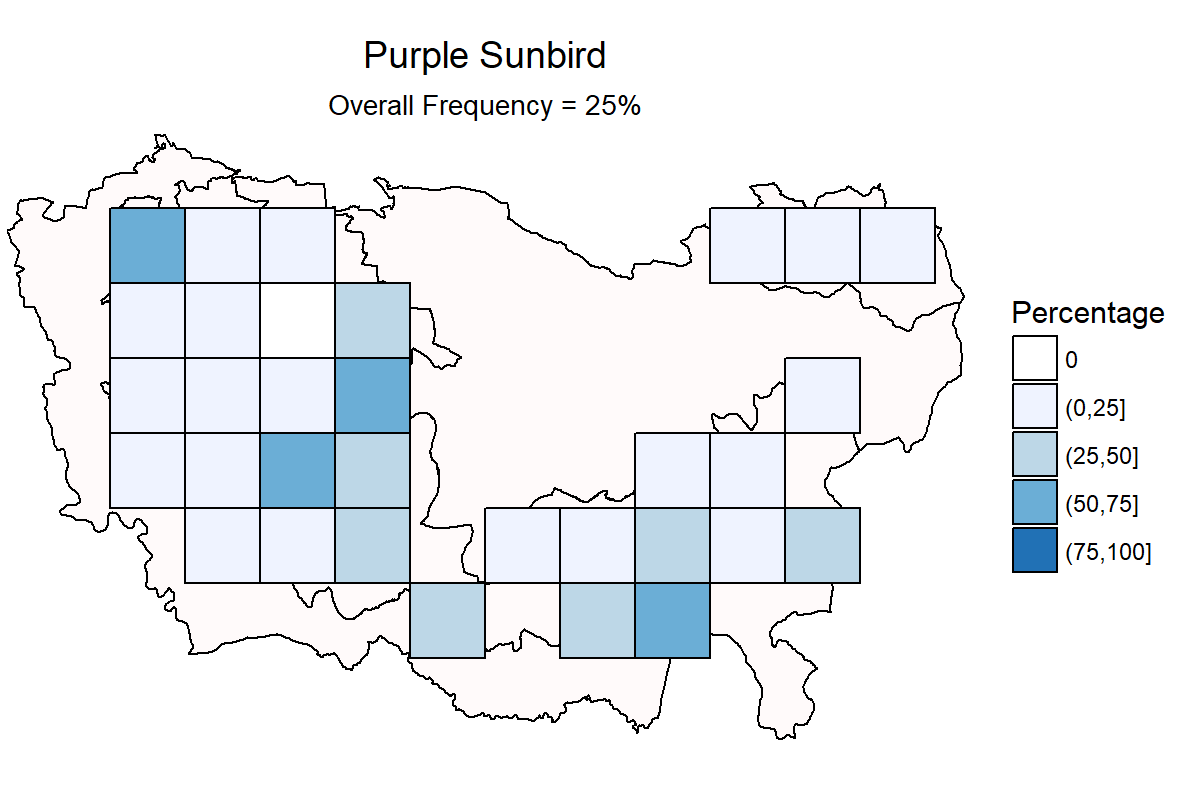 Purple Sunbird
Overall Frequency = 25%
Percentage
0
(0,25]
(25,50]
(50,75]
(75,100]